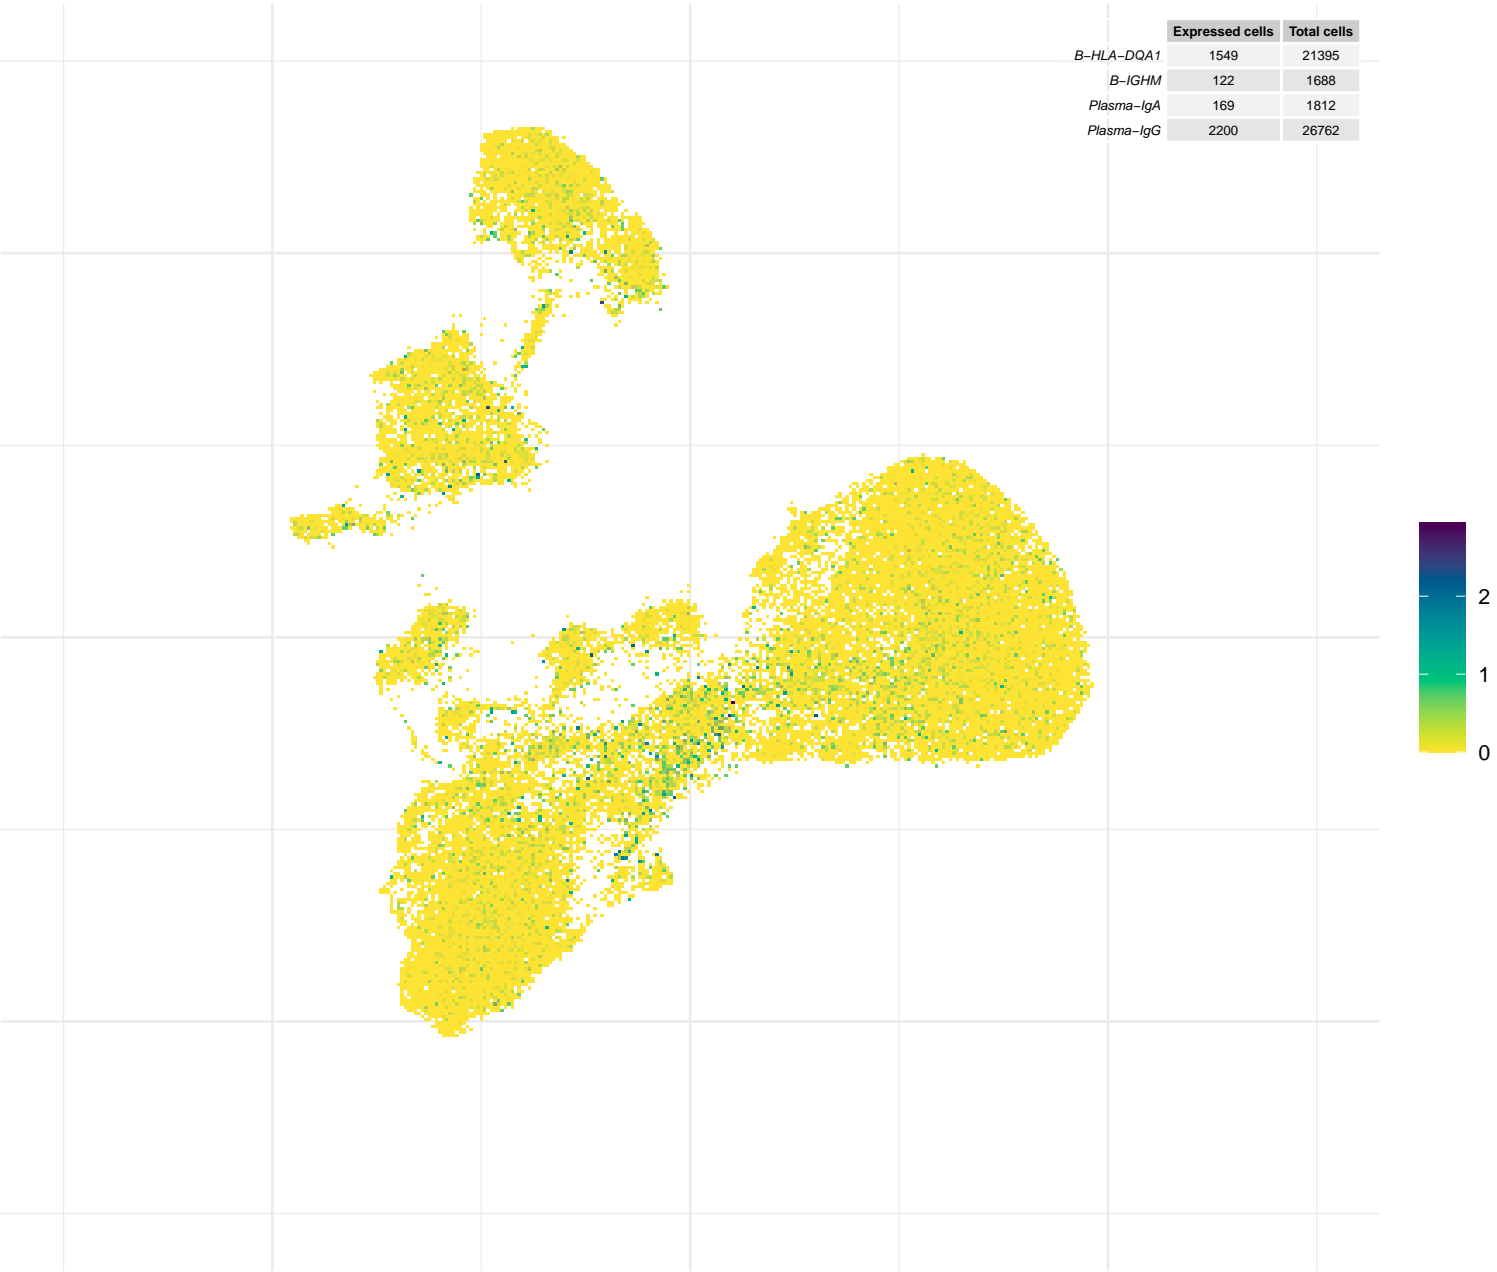 Expressed cells Total cells
B−HLA−DQA1 1549 21395
B−IGHM 122 1688
Plasma−IgA 169 1812
Plasma−IgG 2200 26762
2
1
0